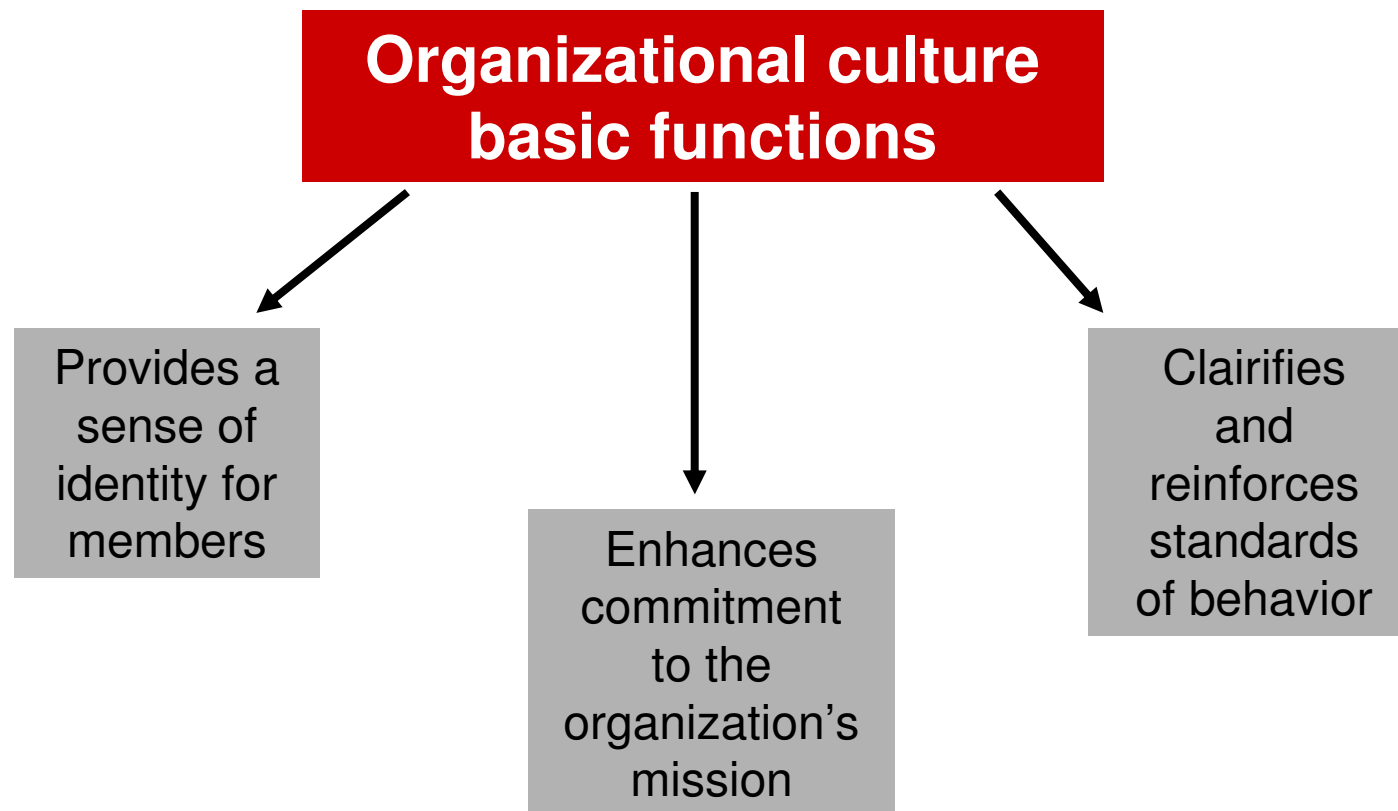 Organizational culture
basic functions
Provides a
sense of
identity for
members
Enhances
commitment
to the
organization’s
mission
Clairifies
and
reinforces
standards
of behavior